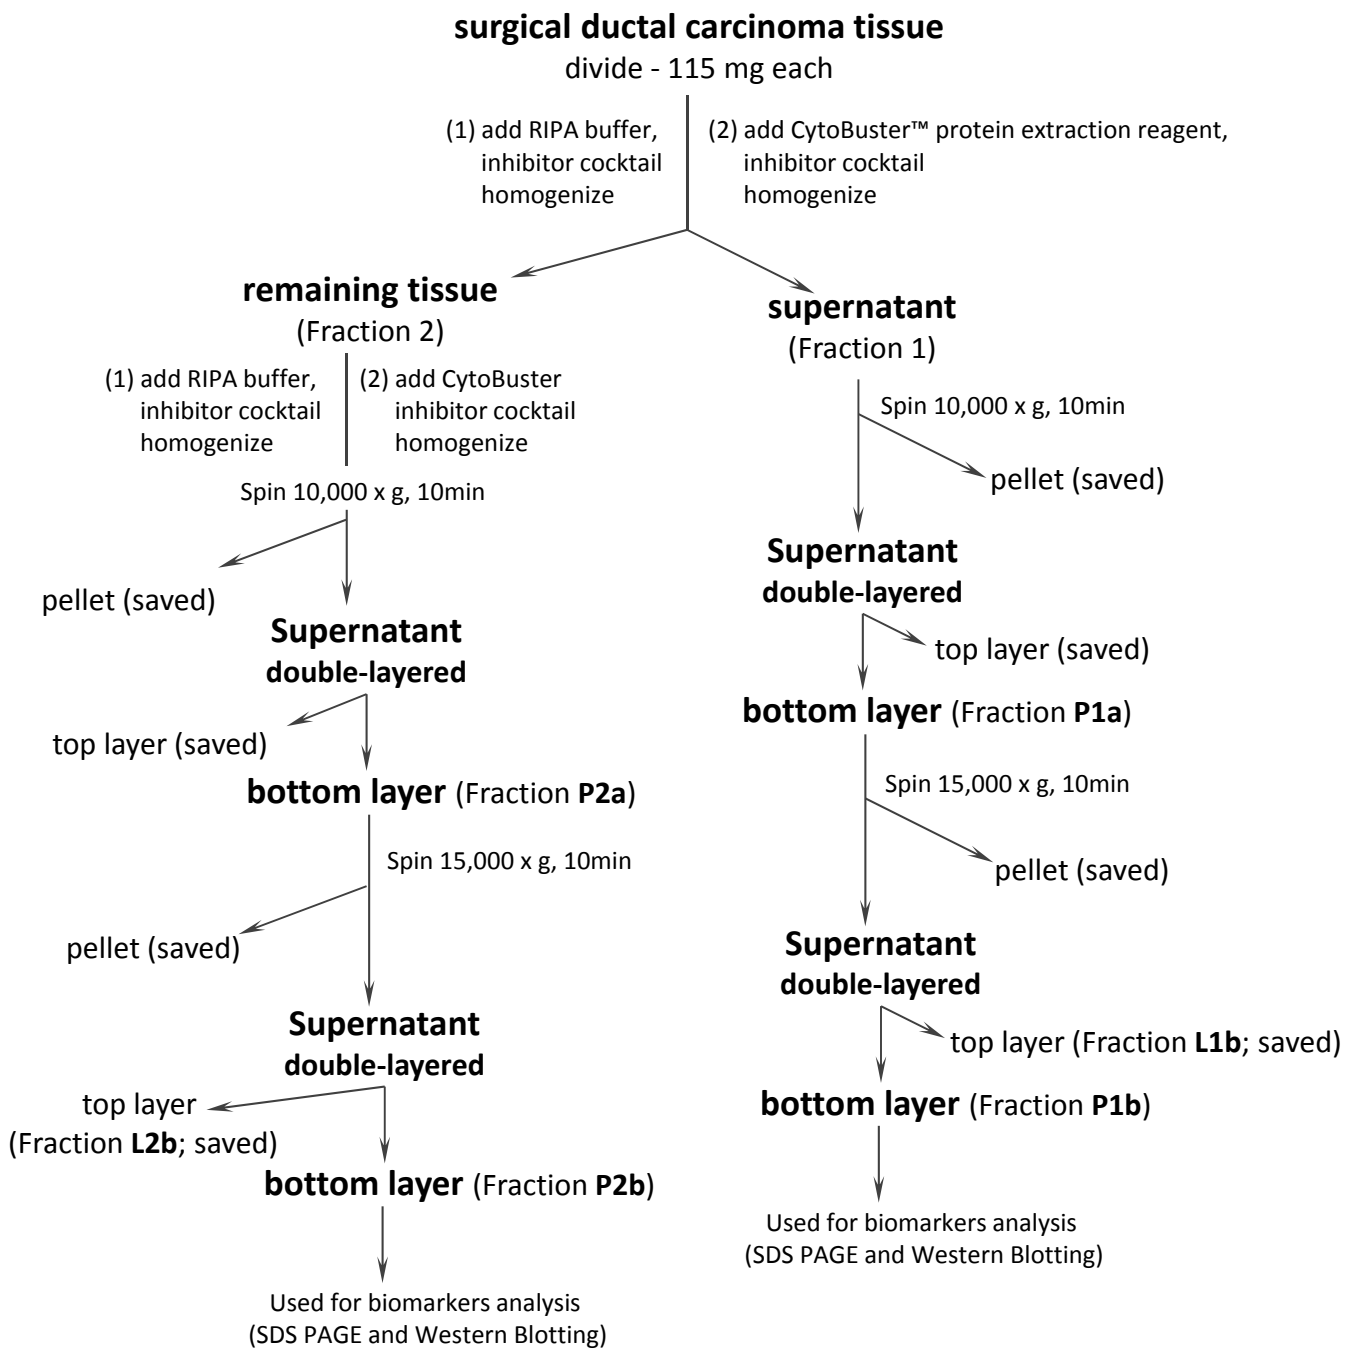 surgical ductal carcinoma tissue
divide - 115 mg each
(1) add RIPA buffer,
inhibitor cocktail
homogenize
(2) add CytoBuster™ protein extraction reagent,
inhibitor cocktail
homogenize
remaining tissue
(Fraction 2)
(1) add RIPA buffer,
inhibitor cocktail
homogenize
(2) add CytoBuster
inhibitor cocktail
homogenize
Spin 10,000 x g, 10min
pellet (saved)
Supernatant
double-layered
top layer (saved)
bottom layer (Fraction P2a)
Spin 15,000 x g, 10min
pellet (saved)
Supernatant
double-layered
top layer
(Fraction L2b; saved)
bottom layer (Fraction P2b)
Used for biomarkers analysis
(SDS PAGE and Western Blotting)
supernatant
(Fraction 1)
Spin 10,000 x g, 10min
pellet (saved)
Supernatant
double-layered
top layer (saved)
bottom layer (Fraction P1a)
Spin 15,000 x g, 10min
pellet (saved)
Supernatant
double-layered
top layer (Fraction L1b; saved)
bottom layer (Fraction P1b)
Used for biomarkers analysis
(SDS PAGE and Western Blotting)